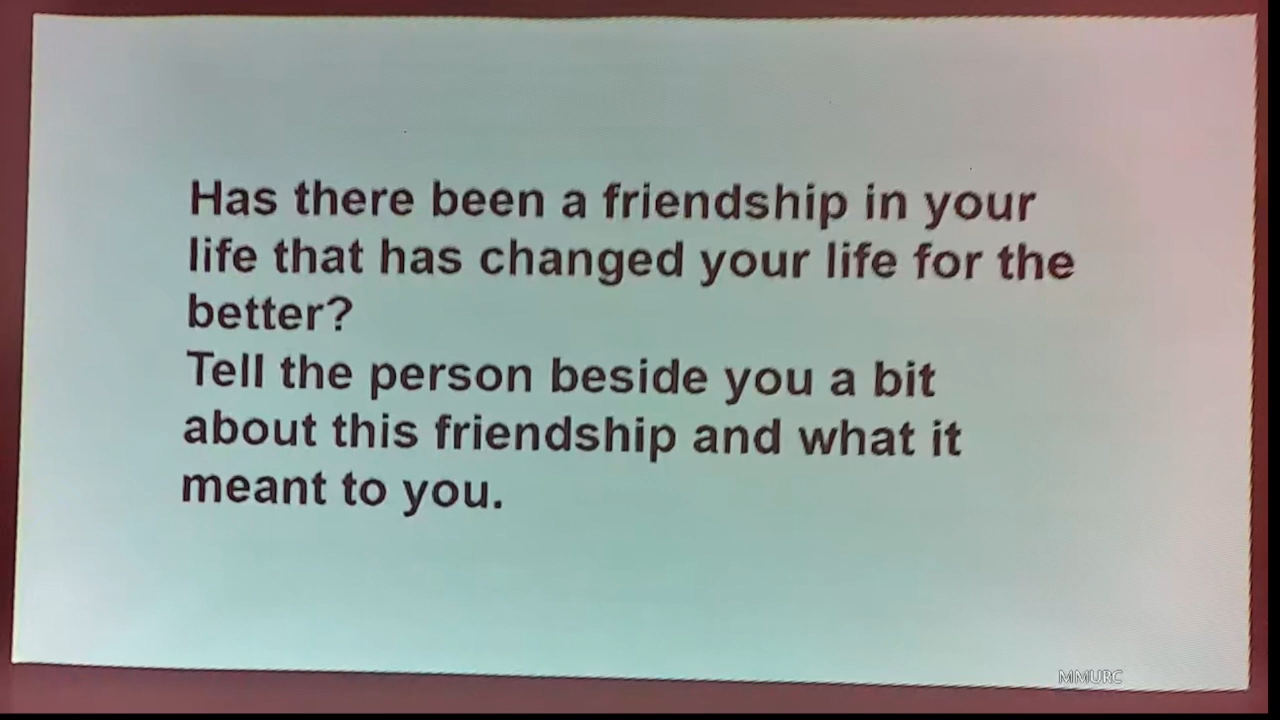 Has there been a friendship in your
life that has changed your life for the
better?
Tell the person beside you a bit
about this friendship and what it
meant to you.
MMURC